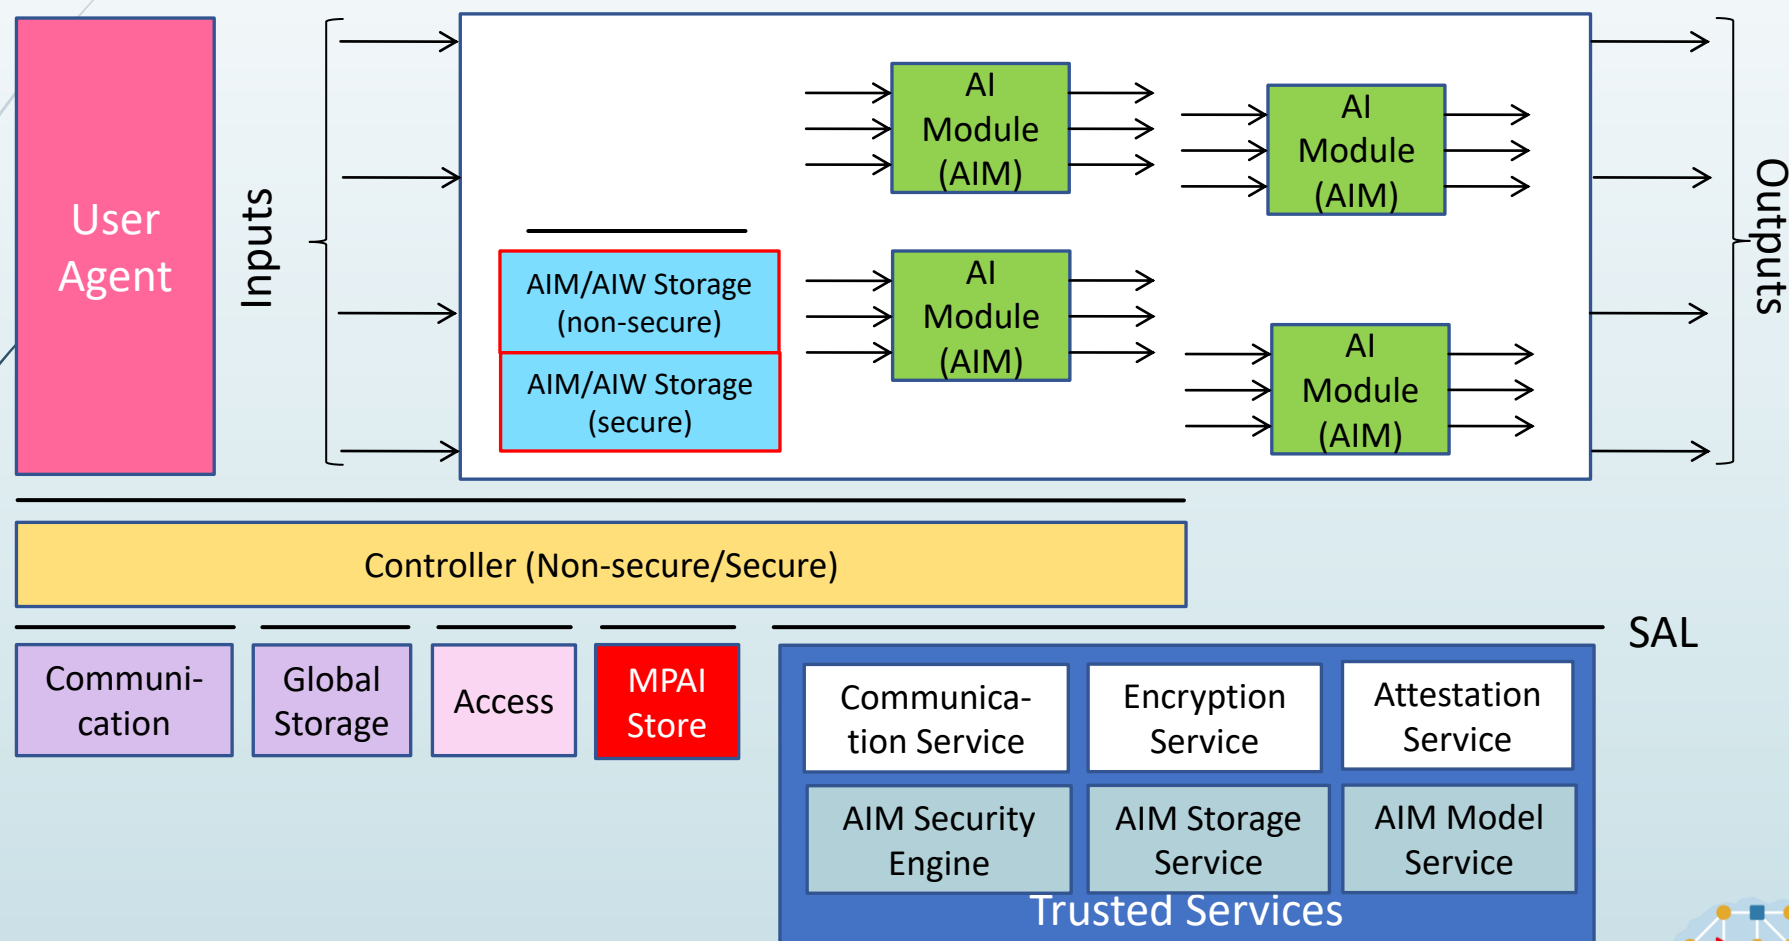 User
Agent
Inputs
AIM/AIW Storage
(non-secure)
AIM/AIW Storage
(secure)
AI
Module
(AIM)
AI
Module
(AIM)
AI
Module
(AIM)
AI
Module
(AIM)
Outputs
Controller (Non-secure/Secure)
SAL
Communi-
cation
Global
Storage
Access
MPAI
Store
Communica-
tion Service
Encryption
Service
Attestation
Service
AIM Security
Engine
AIM Storage
Service
AIM Model
Service
Trusted Services